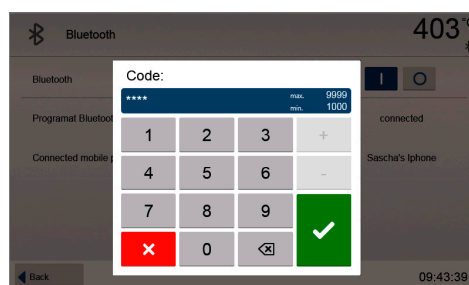 Bluetooth
403°
Code:
Bluetooth
I O
**** max. 9999
min. 1000
Programat Bluetoot
connected
1 2 3 +
Connected mobile p
Sascha's Iphone
4 5 6 -
7 8 9
0
Back
09:43:39